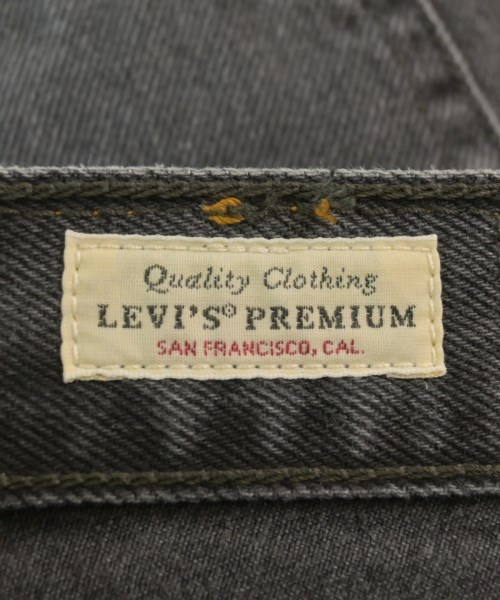 Quality Clothing
LEVI'S® PREMIUM
SAN FRANCISCO, CAL.